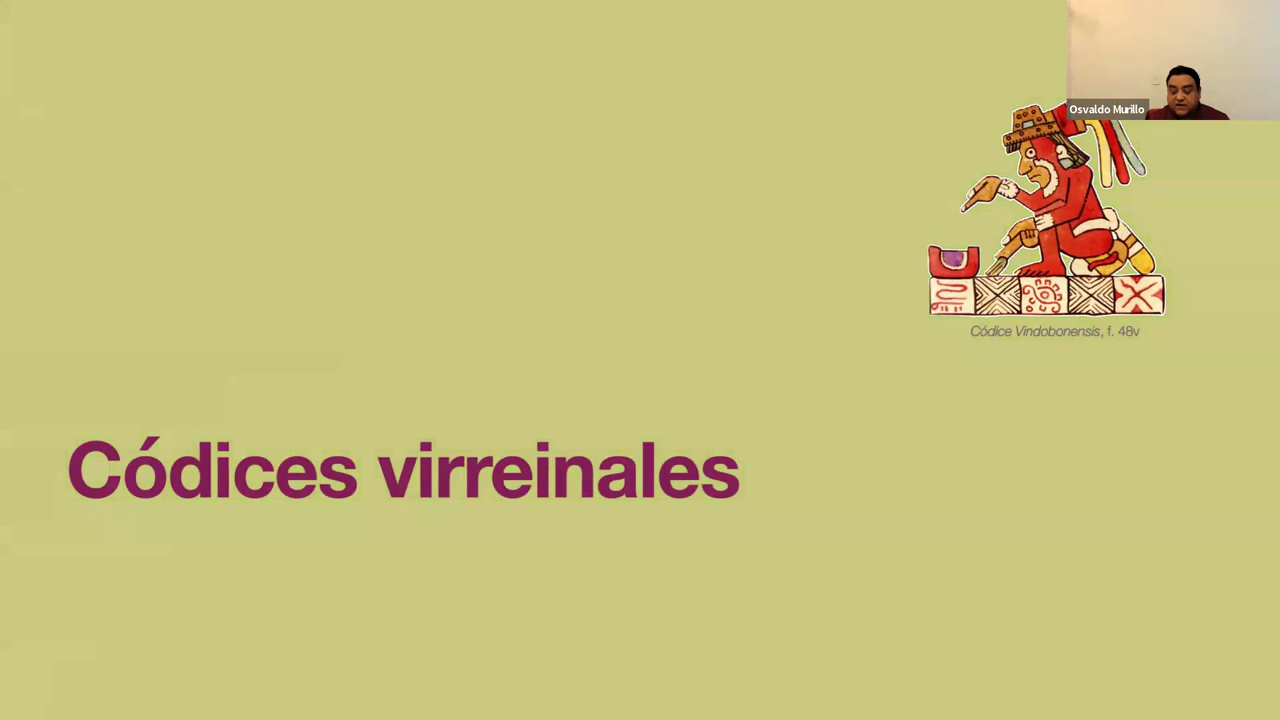 Osvaldo Murillo
Códice Vindobonensis, f. 48v
Códices virreinales